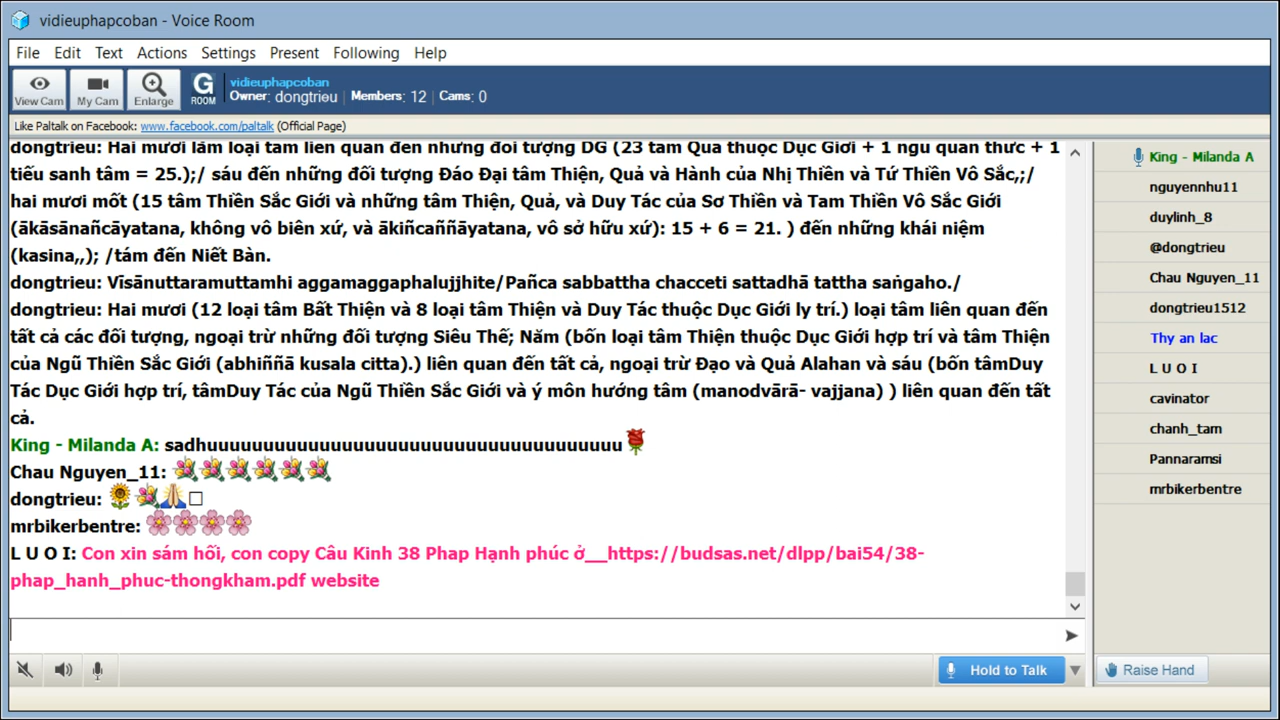 vidieuphapcoban - Voice Room
File Edit Text Actions Settings Present Following Help
View Cam My Cam Enlarge G ROOM
vidieuphapcoban
Owner: dongtrieu | Members: 12 | Cams: 0
Like Paltalk on Facebook: www.facebook.com/paltalk (Official Page)
dongtrieu: Hai mươi lăm loại tâm liên quan đến những đối tượng DG (23 tâm Quả thuộc Dục Giới + 1 ngũ quan thức + 1
tiếu sanh tâm = 25.);/ sáu đến những đối tượng Đáo Đại tâm Thiện, Quả và Hành của Nhị Thiền và Tứ Thiền Vô Sắc,;/
hai mươi mốt (15 tâm Thiền Sắc Giới và những tâm Thiện, Quả, và Duy Tác của Sơ Thiền và Tam Thiền Vô Sắc Giới
(ākāsānañcāyatana, không vô biên xứ, và ākiñcaññāyatana, vô sở hữu xứ): 15 + 6 = 21. ) đến những khái niệm
(kasina,,); /tám đến Niết Bàn.
dongtrieu: Vīsānuttaramuttamhi aggamaggaphalujjhite/Pañca sabbattha chacceti sattadhā tattha saṅgaho./
dongtrieu: Hai mươi (12 loại tâm Bất Thiện và 8 loại tâm Thiện và Duy Tác thuộc Dục Giới ly trí.) loại tâm liên quan đến
tất cả các đối tượng, ngoại trừ những đối tượng Siêu Thế; Năm (bốn loại tâm Thiện thuộc Dục Giới hợp trí và tâm Thiện
của Ngũ Thiền Sắc Giới (abhiññā kusala citta).) liên quan đến tất cả, ngoại trừ Đạo và Quả Alahan và sáu (bốn tâmDuy
Tác Dục Giới hợp trí, tâmDuy Tác của Ngũ Thiền Sắc Giới và ý môn hướng tâm (manodvārā- vajjana) ) liên quan đến tất
cả.
King - Milanda A: sadhuuuuuuuuuuuuuuuuuuuuuuuuuuuuuuuuuuuuu
Chau Nguyen_11:
dongtrieu:
mrbikerbentre:
L U O I: Con xin sám hối, con copy Câu Kinh 38 Phap Hạnh phúc ở__https://budsas.net/dlpp/bai54/38-
phap_hanh_phuc-thongkham.pdf website
King - Milanda A
nguyennhu11
duylinh_8
@dongtrieu
Chau Nguyen_11
dongtrieu1512
Thy an lac
L U O I
cavinator
chanh_tam
Pannaramsi
mrbikerbentre
Hold to Talk
Raise Hand